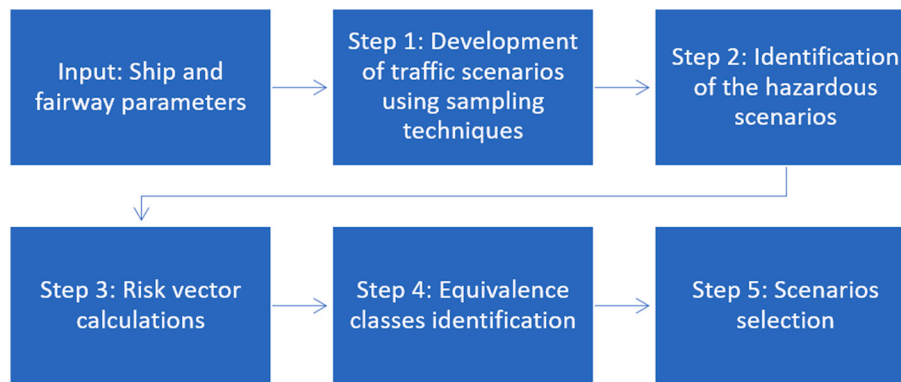 Input: Ship and
fairway parameters
Step 1: Development
of traffic scenarios
using sampling
techniques
Step 2: Identification
of the hazardous
scenarios
Step 3: Risk vector
calculations
Step 4: Equivalence
classes identification
Step 5: Scenarios
selection